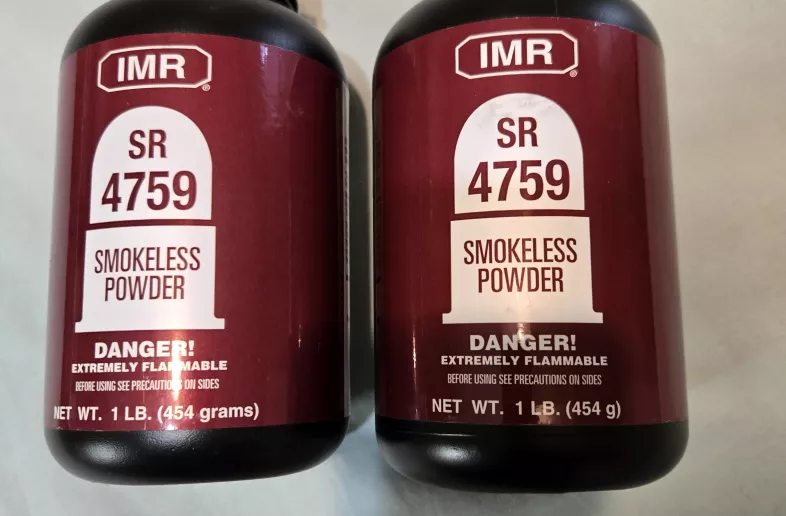 IMR®
SR
4759
SMOKELESS
POWDER
DANGER!
EXTREMELY FLAMMABLE
BEFORE USING SEE PRECAUTIONS ON SIDES
NET WT. 1 LB. (454 grams)
IMR®
SR
4759
SMOKELESS
POWDER
DANGER!
EXTREMELY FLAMMABLE
BEFORE USING SEE PRECAUTIONS ON SIDES
NET WT. 1 LB. (454 g)